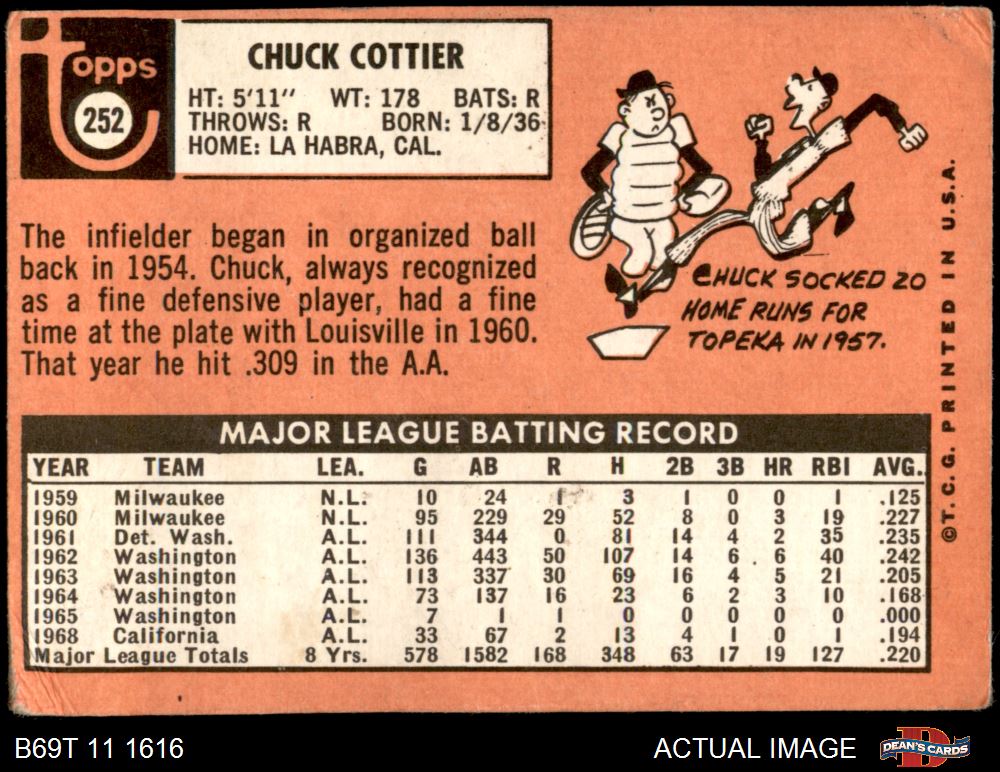 topps
252
CHUCK COTTIER
HT: 5'11" WT: 178 BATS: R
THROWS: R BORN: 1/8/36
HOME: LA HABRA, CAL.
The infielder began in organized ball
back in 1954. Chuck, always recognized
as a fine defensive player, had a fine
time at the plate with Louisville in 1960.
That year he hit .309 in the A.A.
CHUCK SOCKED 20
HOME RUNS FOR
TOPEKA IN 1957.
©T. C. G. PRINTED IN U.S.A.
MAJOR LEAGUE BATTING RECORD
YEAR TEAM LEA. G AB R H 2B 3B HR RBI AVG.
1959 Milwaukee N.L. 10 24 1 3 1 0 0 1 .125
1960 Milwaukee N.L. 95 229 29 52 8 0 3 19 .227
1961 Det. Wash. A.L. 111 344 0 81 14 4 2 35 .235
1962 Washington A.L. 136 443 50 107 14 6 6 40 .242
1963 Washington A.L. 113 337 30 69 16 4 5 21 .205
1964 Washington A.L. 73 137 16 23 6 2 3 10 .168
1965 Washington A.L. 7 1 1 0 0 0 0 0 .000
1968 California A.L. 33 67 2 13 4 1 0 1 .194
Major League Totals 8 Yrs. 578 1582 168 348 63 17 19 127 .220
B69T 11 1616
ACTUAL IMAGE
DEAN'S CARDS